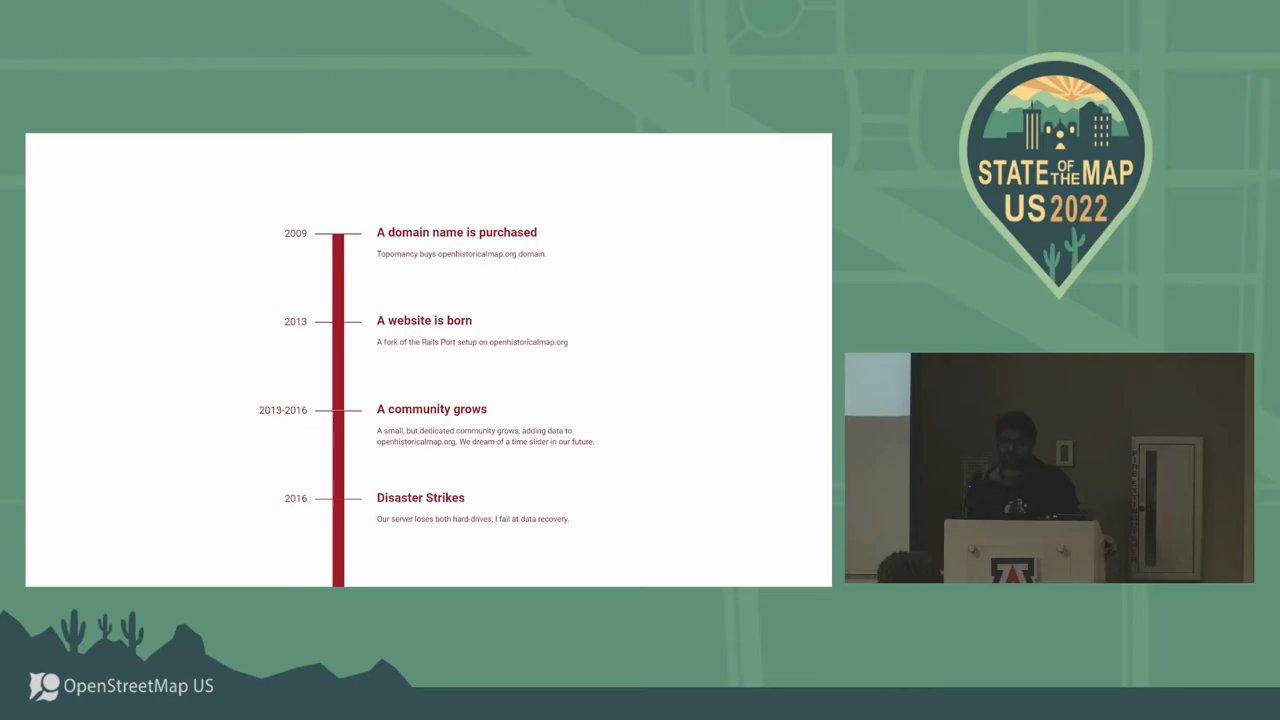 2009
A domain name is purchased
Topomancy buys openhistoricalmap.org domain.
2013
A website is born
A fork of the Rails Port setup on openhistoricalmap.org
2013-2016
A community grows
A small, but dedicated community grows, adding data to
openhistoricalmap.org. We dream of a time slider in our future.
2016
Disaster Strikes
Our server loses both hard-drives, I fail at data recovery.
STATE OF THE MAP
US 2022
A
OpenStreetMap US